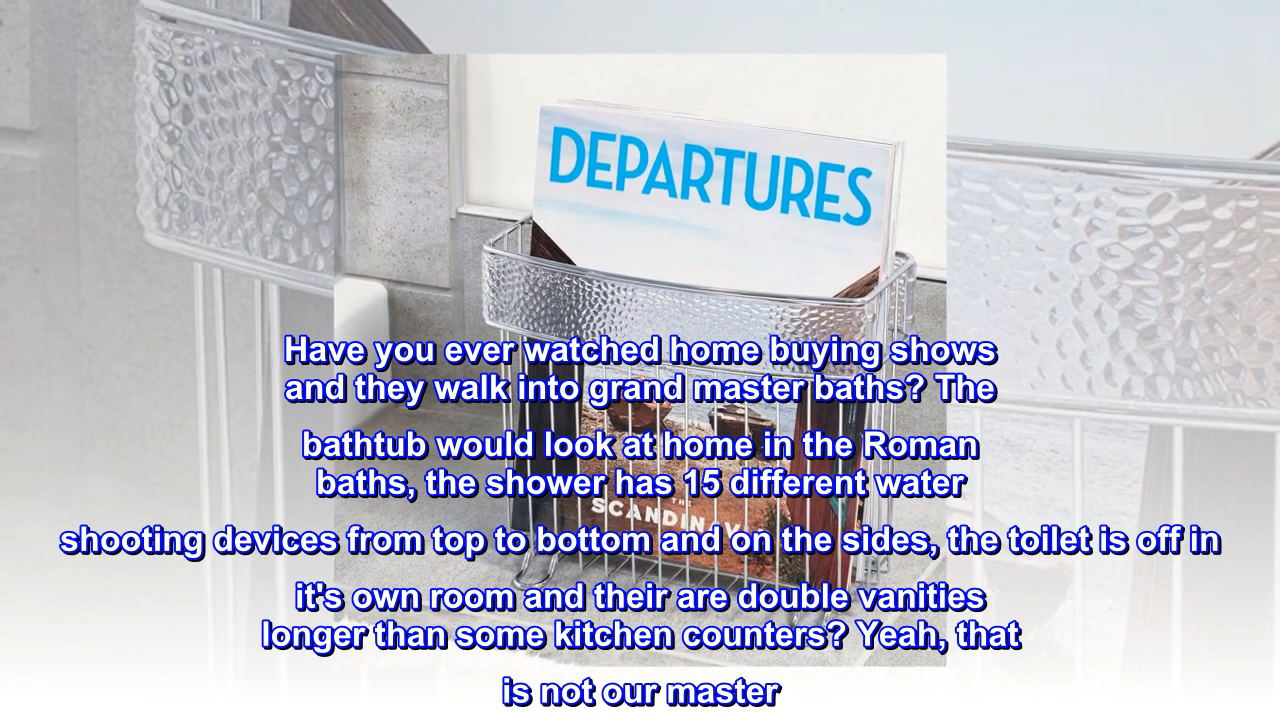 DEPARTURES
Have you ever watched home buying shows
and they walk into grand master baths? The
bathtub would look at home in the Roman
baths, the shower has 15 different water
THE
SCANDINAV
shooting devices from top to bottom and on the sides, the toilet is off in
it's own room and their are double vanities
longer than some kitchen counters? Yeah, that
is not our master